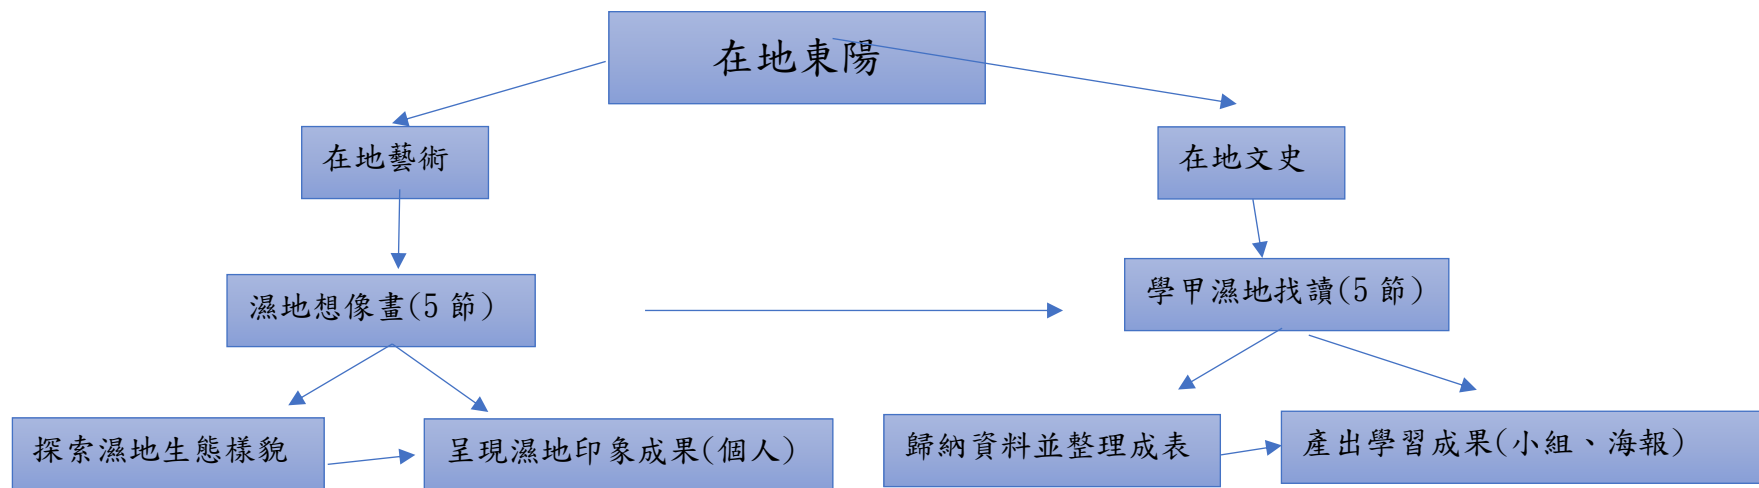 在地東陽
在地藝術
在地文史
濕地想像畫(5 節)
學甲濕地找讀(5 節)
探索濕地生態樣貌
呈現濕地印象成果(個人)
歸納資料並整理成表
產出學習成果(小組、海報)